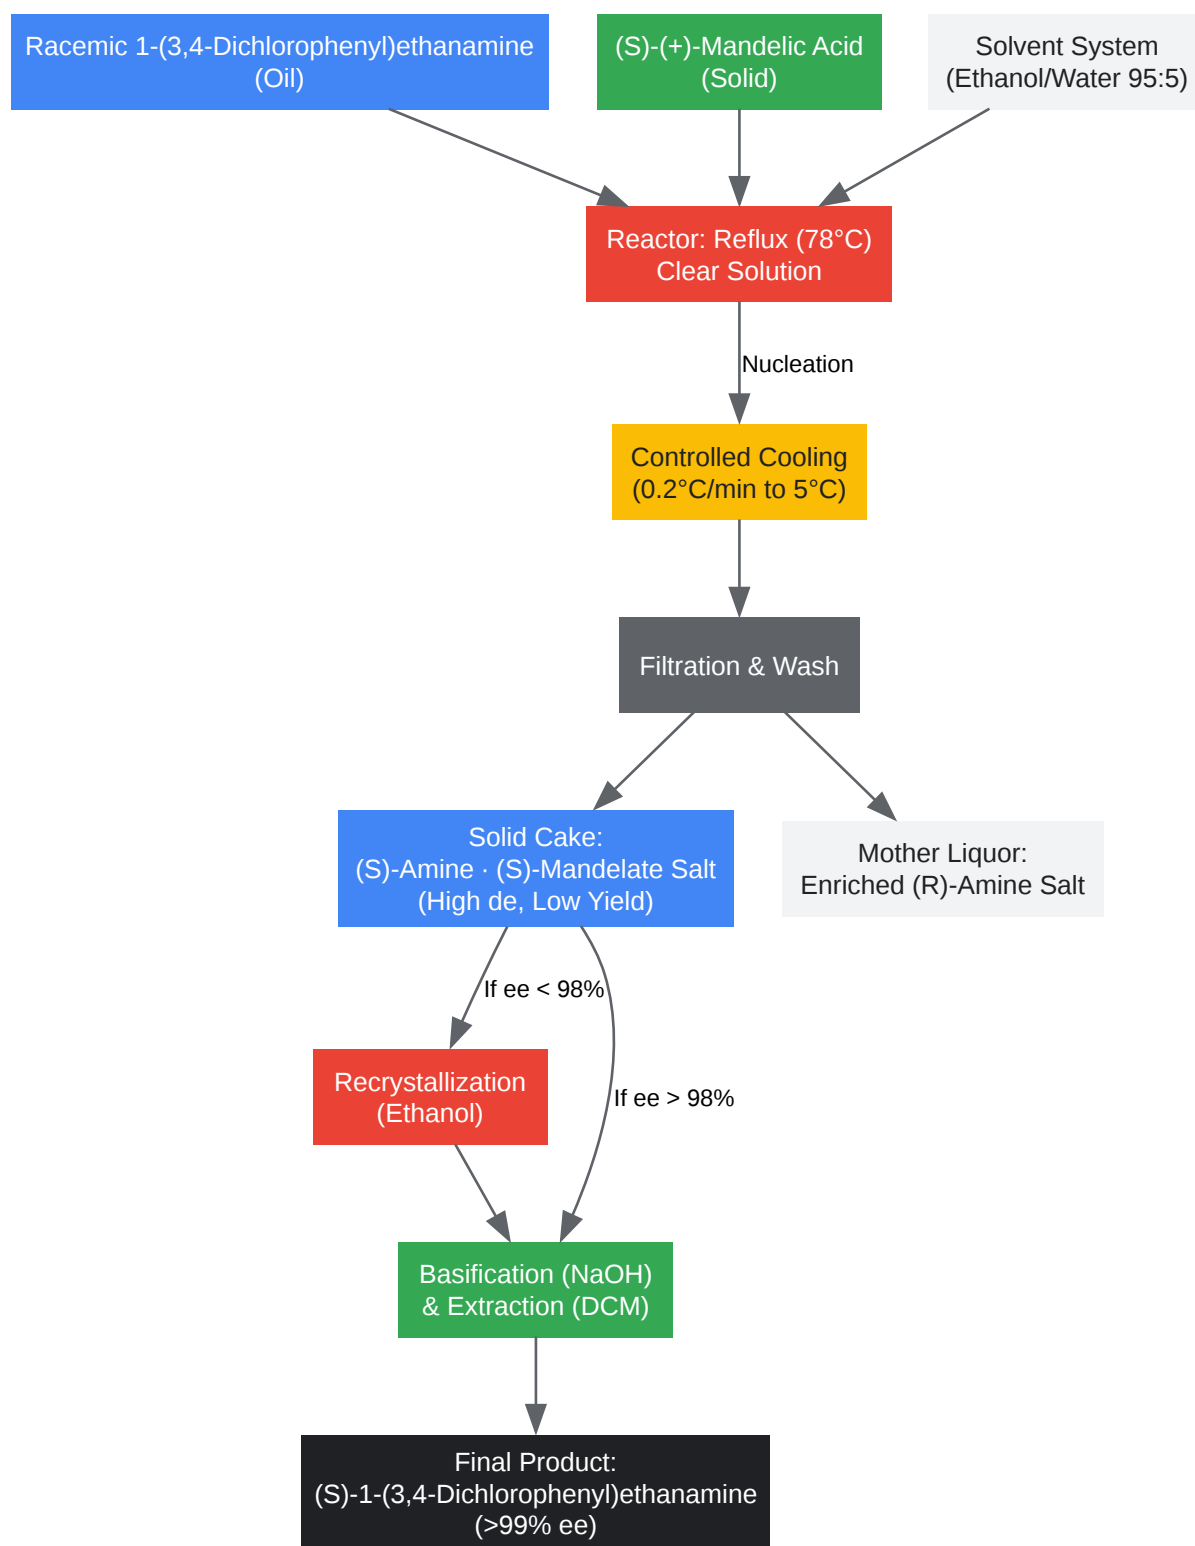 Racemic 1-(3,4-Dichlorophenyl)ethanamine
(Oil)
(S)-(+)-Mandelic Acid
(Solid)
Solvent System
(Ethanol/Water 95:5)
Reactor: Reflux (78°C)
Clear Solution
Nucleation
Controlled Cooling
(0.2°C/min to 5°C)
Filtration & Wash
Solid Cake:
(S)-Amine · (S)-Mandelate Salt
(High de, Low Yield)
Mother Liquor:
Enriched (R)-Amine Salt
If ee < 98%
Recrystallization
(Ethanol)
If ee > 98%
Basification (NaOH)
& Extraction (DCM)
Final Product:
(S)-1-(3,4-Dichlorophenyl)ethanamine
(>99% ee)